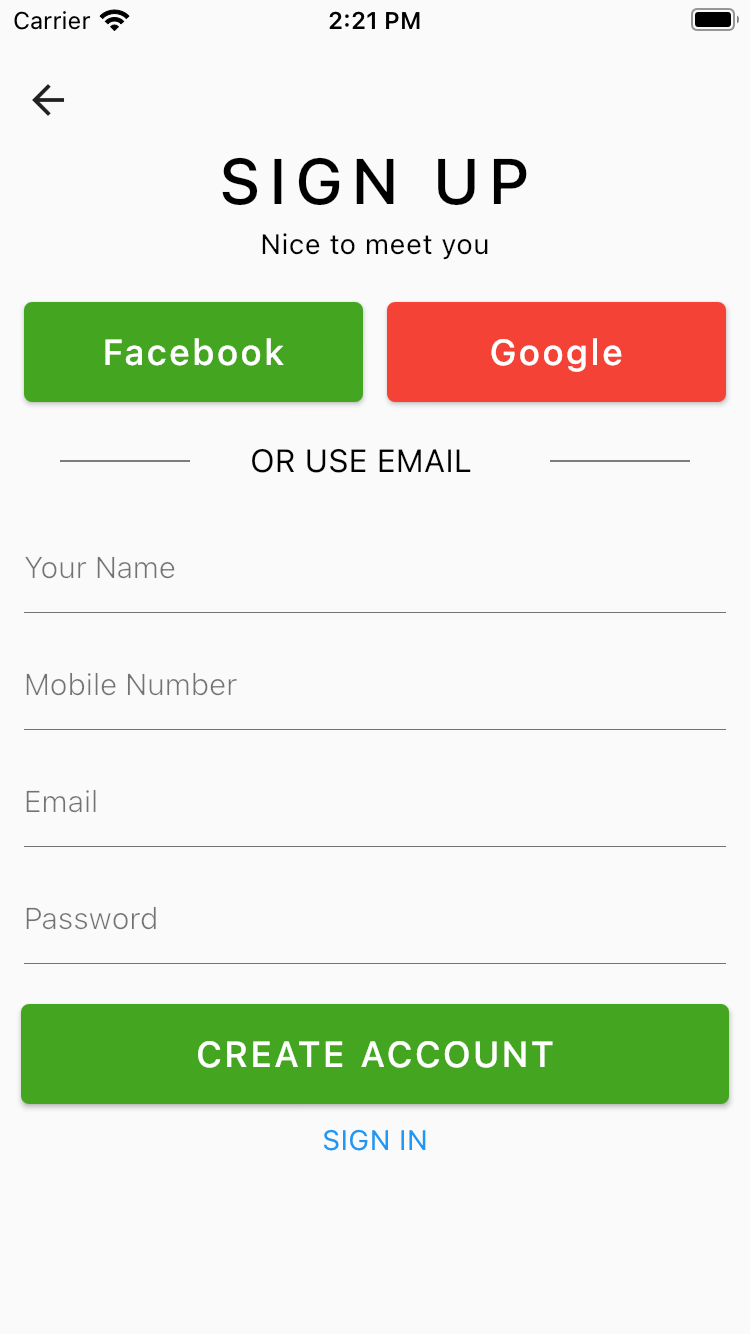 Carrier 2:21 PM
SIGN UP
Nice to meet you
Facebook Google
OR USE EMAIL
Your Name
Mobile Number
Email
Password
CREATE ACCOUNT
SIGN IN